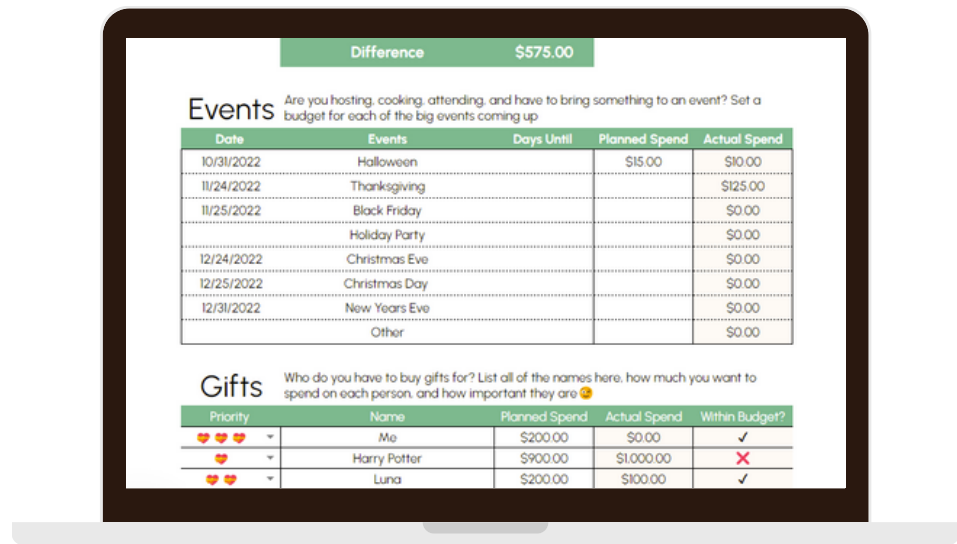 Difference $575.00
Events
Are you hosting, cooking, attending, and have to bring something to an event? Set a
budget for each of the big events coming up
Date Events Days Until Planned Spend Actual Spend
10/31/2022 Halloween $15.00 $10.00
11/24/2022 Thanksgiving $125.00
11/25/2022 Black Friday $0.00
Holiday Party $0.00
12/24/2022 Christmas Eve $0.00
12/25/2022 Christmas Day $0.00
12/31/2022 New Years Eve $0.00
Other $0.00
Gifts
Who do you have to buy gifts for? List all of the names here, how much you want to
spend on each person, and how important they are 😉
Priority Name Planned Spend Actual Spend Within Budget?
💝 💝 💝 Me $200.00 $0.00 ✓
💝 Harry Potter $900.00 $1,000.00 ❌
💝 💝 Luna $200.00 $100.00 ✓